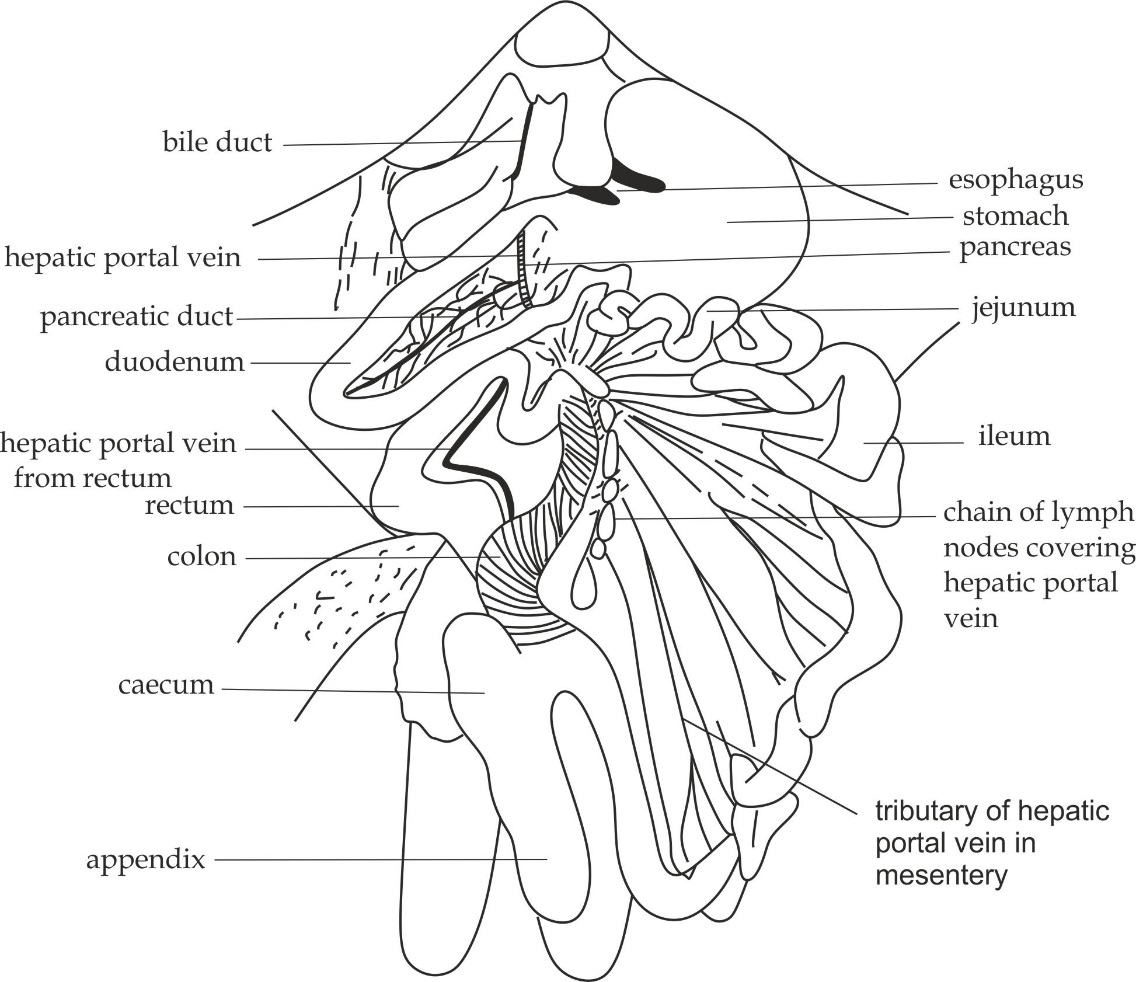 bile duct
hepatic portal vein
pancreatic duct
duodenum
hepatic portal vein
from rectum
rectum
colon
caecum
appendix
esophagus
stomach
pancreas
jejunum
ileum
chain of lymph
nodes covering
hepatic portal
vein
tributary of hepatic
portal vein in
mesentery